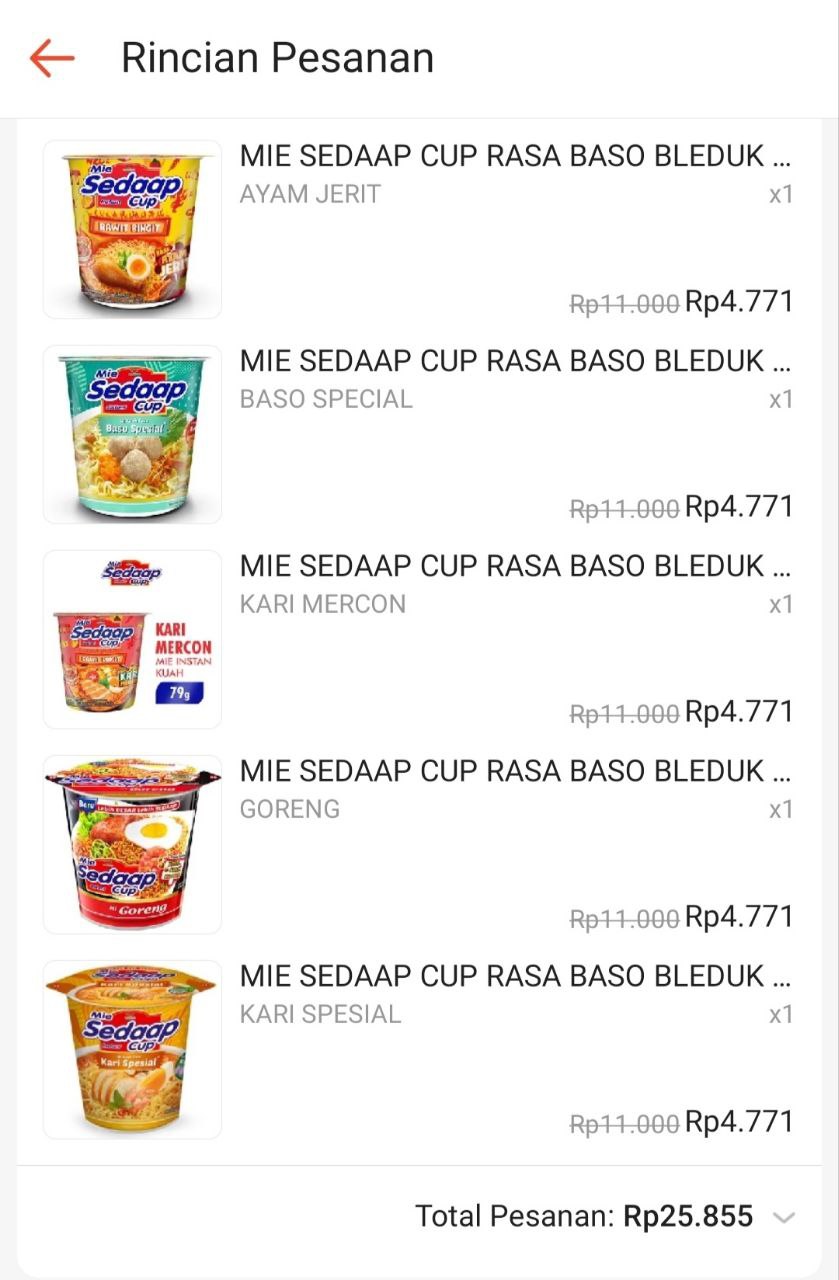 Rincian Pesanan
MIE SEDAAP CUP RASA BASO BLEDUK ...
AYAM JERIT x1
Rp11.000 Rp4.771
Mie
Sedaap
Cup
RAWIT BINGIT
AYAM
JERIT
MIE SEDAAP CUP RASA BASO BLEDUK ...
BASO SPECIAL x1
Rp11.000 Rp4.771
Mie
Sedaap
Cup
Baso Spesial
MIE SEDAAP CUP RASA BASO BLEDUK ...
KARI MERCON x1
Rp11.000 Rp4.771
Mie
Sedaap
Cup
Mie
Sedaap
Cup
KARI
MERCON
MIE INSTAN
KUAH
79g
MIE SEDAAP CUP RASA BASO BLEDUK ...
GORENG x1
Rp11.000 Rp4.771
Baru
Mie
Sedaap
Cup
Goreng
MIE SEDAAP CUP RASA BASO BLEDUK ...
KARI SPESIAL x1
Rp11.000 Rp4.771
Mie
Sedaap
Cup
Kari Spesial
Total Pesanan: Rp25.855